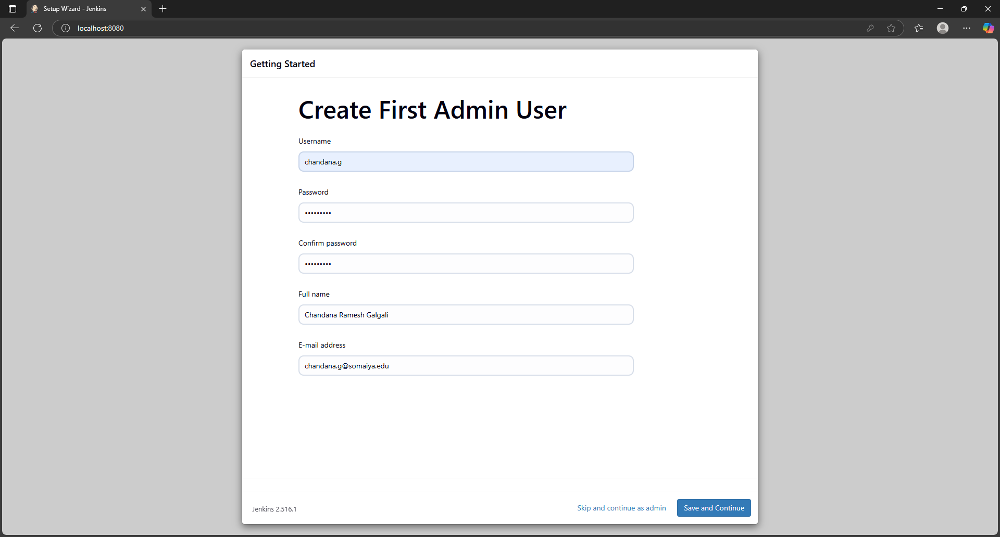 Setup Wizard - Jenkins
localhost:8080
Getting Started
Create First Admin User
Username
chandana.g
Password
•••••••••
Confirm password
•••••••••
Full name
Chandana Ramesh Galgali
E-mail address
chandana.g@somaiya.edu
Jenkins 2.516.1
Skip and continue as admin
Save and Continue